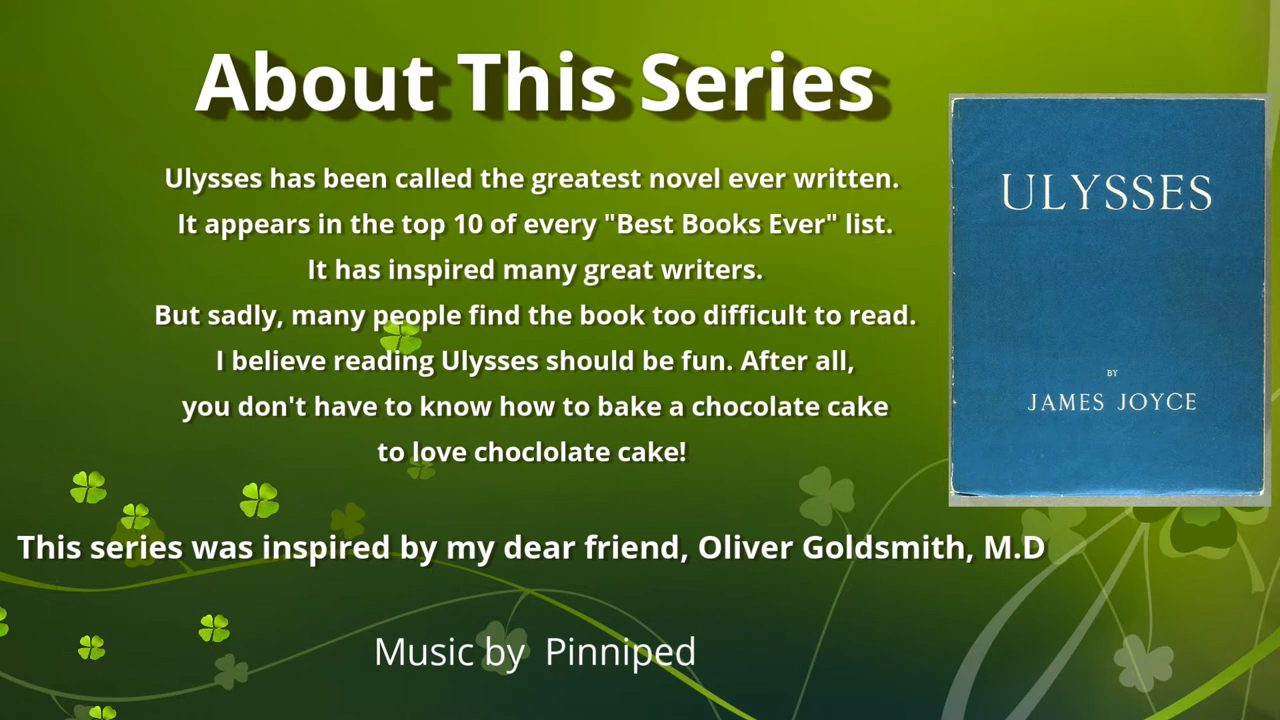 About This Series
Ulysses has been called the greatest novel ever written.
It appears in the top 10 of every "Best Books Ever" list.
It has inspired many great writers.
But sadly, many people find the book too difficult to read.
I believe reading Ulysses should be fun. After all,
you don't have to know how to bake a chocolate cake
to love choclolate cake!
This series was inspired by my dear friend, Oliver Goldsmith, M.D
Music by Pinniped
ULYSSES
BY
JAMES JOYCE